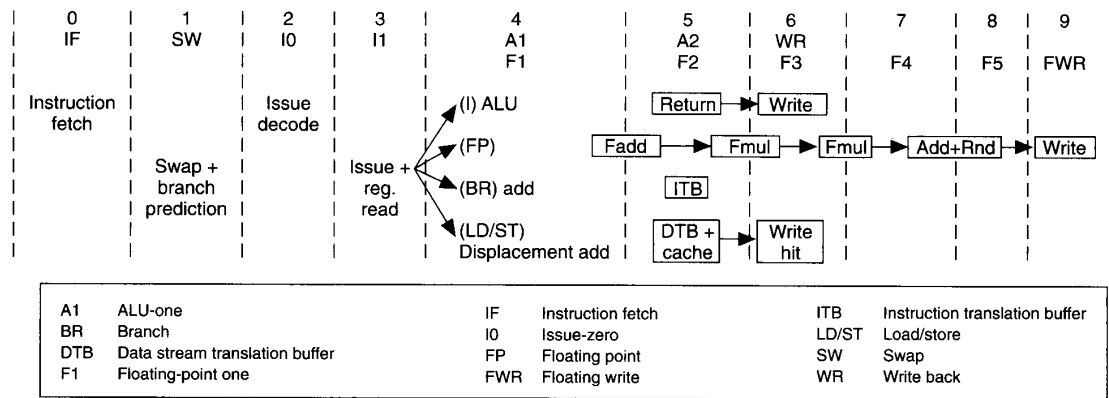 0 1 2 3 4 5 6 7 8 9
IF SW I0 I1 A1 A2 WR
F1 F2 F3 F4 F5 FWR
Instruction fetch
Swap + branch prediction
Issue decode
Issue + reg. read
(I) ALU
Return
Write
(FP)
Fadd
Fmul
Fmul
Add+Rnd
Write
(BR) add
ITB
(LD/ST)
Displacement add
DTB +
cache
Write
hit
A1 ALU-one
BR Branch
DTB Data stream translation buffer
F1 Floating-point one
IF Instruction fetch
I0 Issue-zero
FP Floating point
FWR Floating write
ITB Instruction translation buffer
LD/ST Load/store
SW Swap
WR Write back